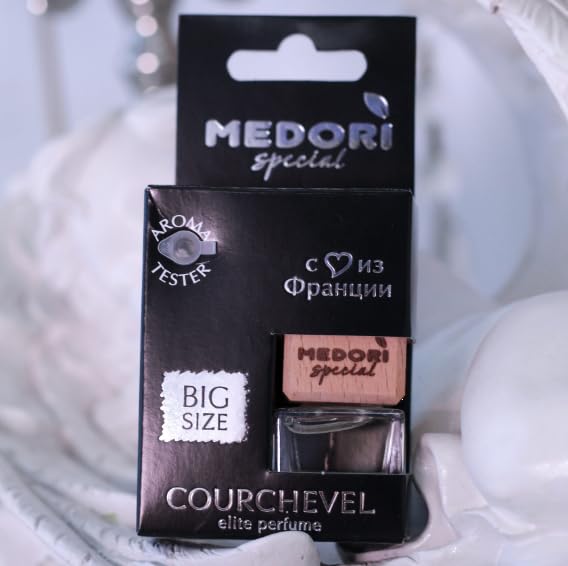 MEDORI
special
AROMA
TESTER
с из
Франции
MEDORI
special
BIG
SIZE
COURCHEVEL
elite perfume